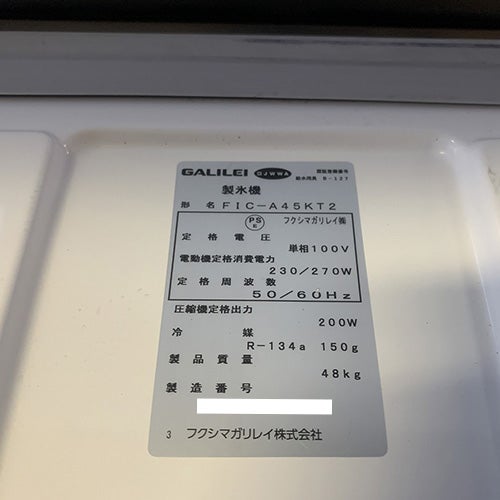 GALILEI JWWA 認証登録番号
給水用具 B-127
製氷機
形名 FIC-A45KT2
PS E フクシマガリレイ㈱
定格電圧
単相100V
電動機定格消費電力
230/270W
定格周波数
50/60Hz
圧縮機定格出力
200W
冷媒
R-134a 150g
製品質量
48kg
製造番号
3 フクシマガリレイ株式会社